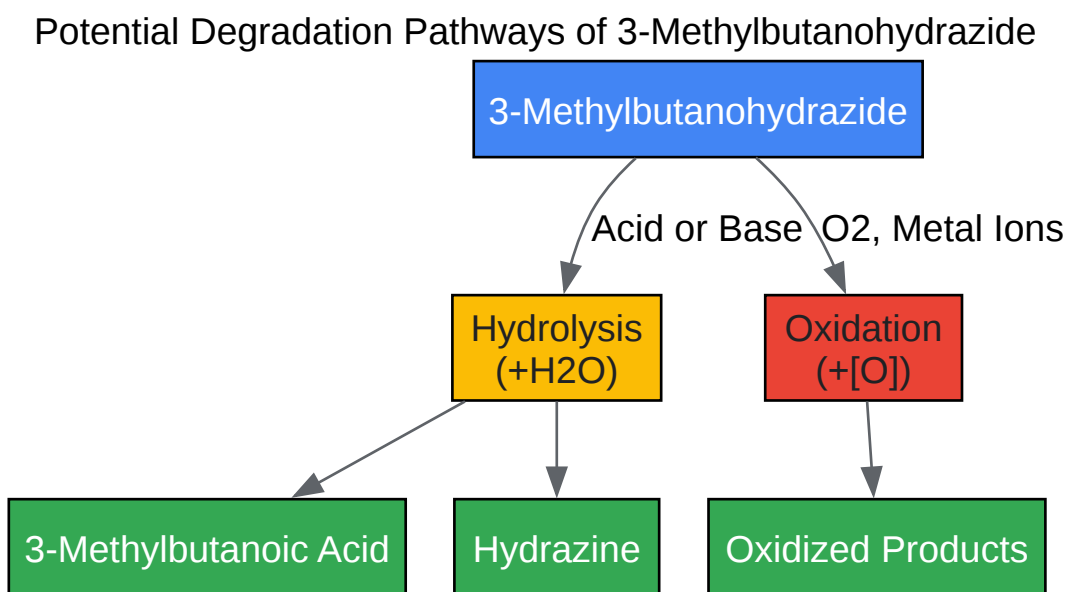 Potential Degradation Pathways of 3-Methylbutanohydrazide
3-Methylbutanohydrazide
Acid or Base
O2, Metal Ions
Hydrolysis
(+H2O)
Oxidation
(+[O])
3-Methylbutanoic Acid
Hydrazine
Oxidized Products